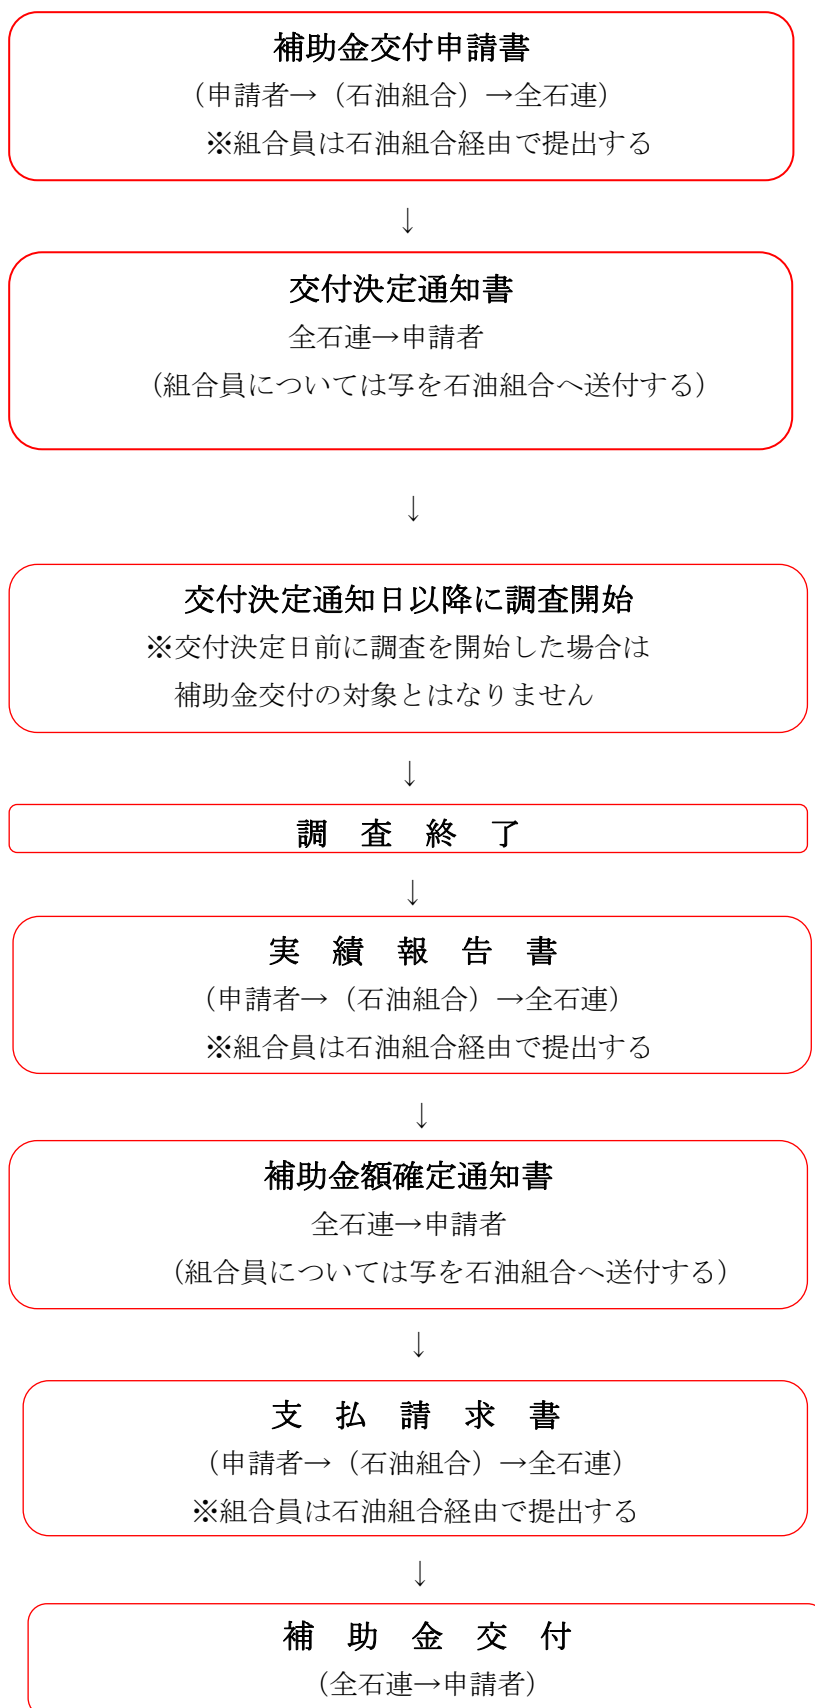 補助金交付申請書
（申請者→（石油組合）→全石連）
※組合員は石油組合経由で提出する
↓
交付決定通知書
全石連→申請者
（組合員については写を石油組合へ送付する）
↓
交付決定通知日以降に調査開始
※交付決定日前に調査を開始した場合は
補助金交付の対象とはなりません
↓
調　査　終　了
↓
実　績　報　告　書
（申請者→（石油組合）→全石連）
※組合員は石油組合経由で提出する
↓
補助金額確定通知書
全石連→申請者
（組合員については写を石油組合へ送付する）
↓
支　払　請　求　書
（申請者→（石油組合）→全石連）
※組合員は石油組合経由で提出する
↓
補　助　金　交　付
（全石連→申請者）